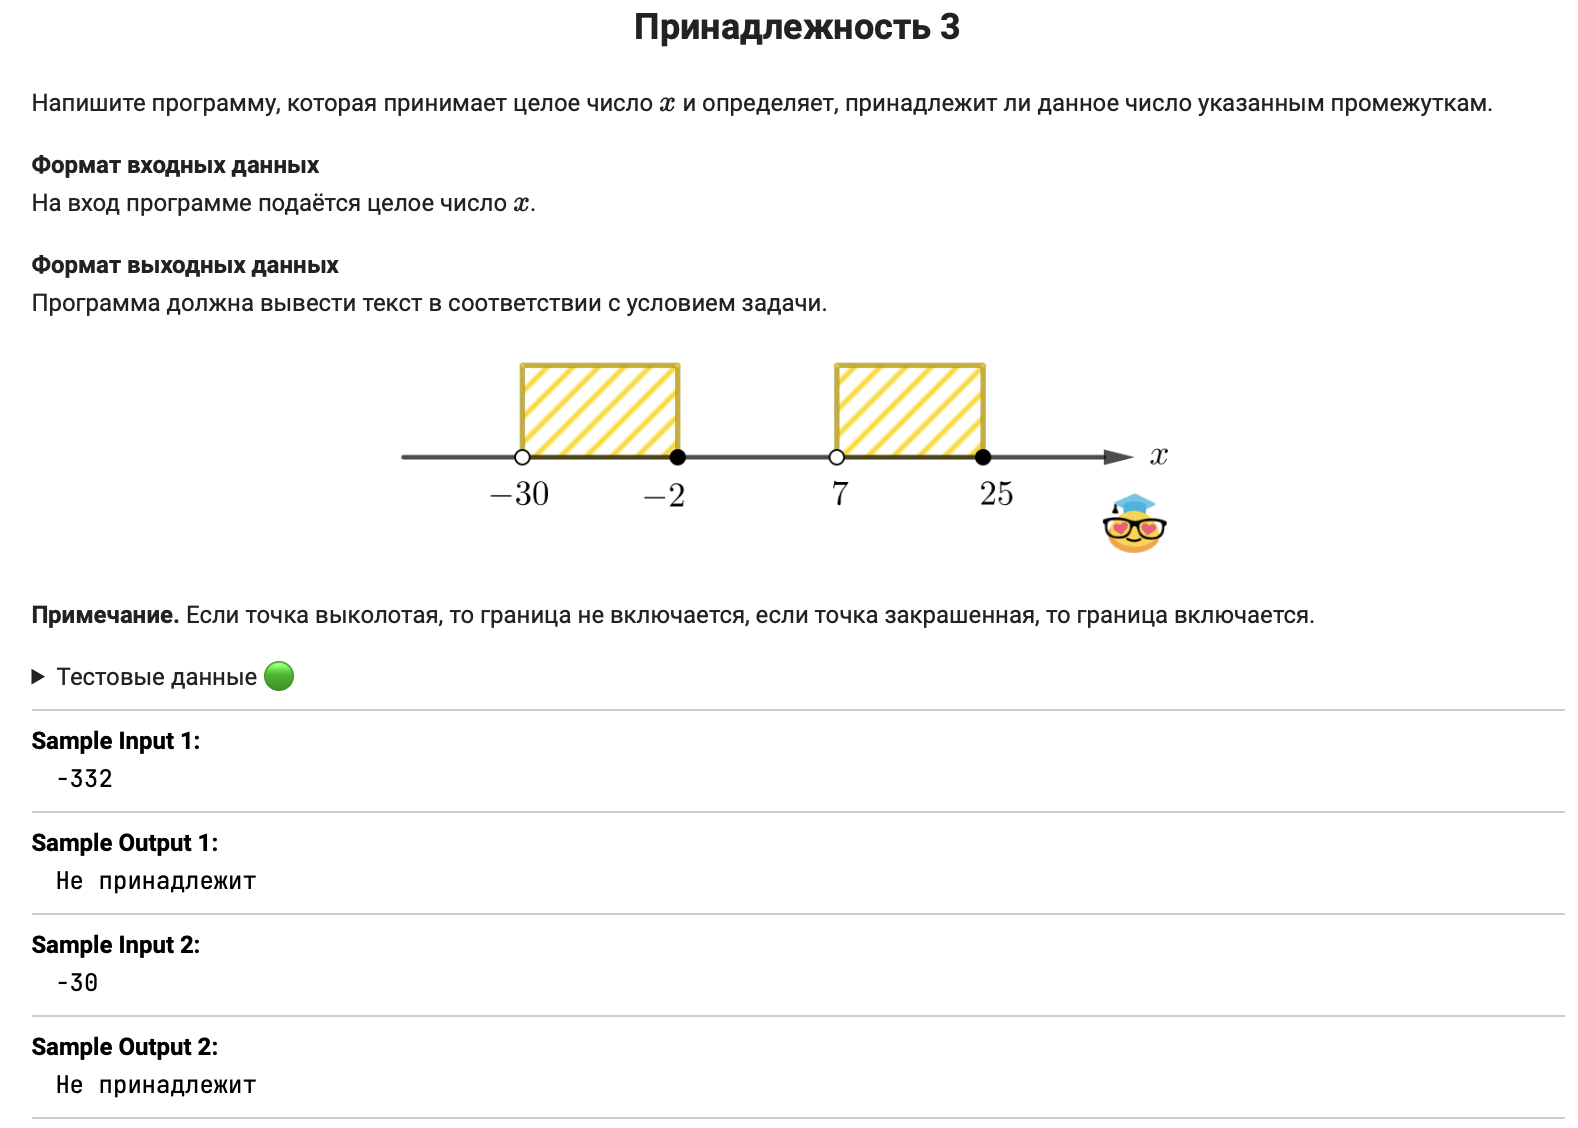 Принадлежность 3
Напишите программу, которая принимает целое число x и определяет, принадлежит ли данное число указанным промежуткам.
Формат входных данных
На вход программе подаётся целое число x.
Формат выходных данных
Программа должна вывести текст в соответствии с условием задачи.
x
−30 −2 7 25
Примечание. Если точка выколотая, то граница не включается, если точка закрашенная, то граница включается.
Тестовые данные
Sample Input 1:
-332
Sample Output 1:
Не принадлежит
Sample Input 2:
-30
Sample Output 2:
Не принадлежит